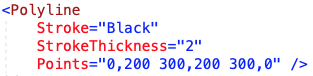 <Polyline
Stroke="Black"
StrokeThickness="2"
Points="0,200 300,200 300,0" />